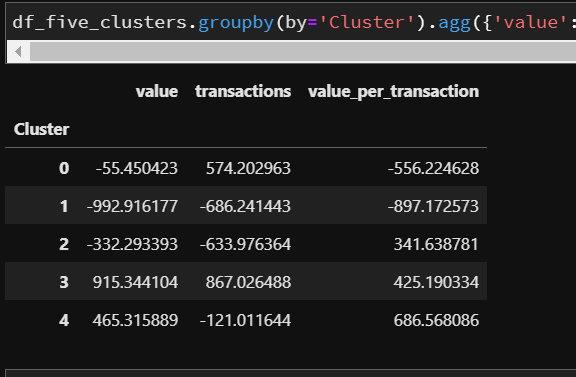 df_five_clusters.groupby(by='Cluster').agg({'value':
value transactions value_per_transaction
Cluster
0 -55.450423 574.202963 -556.224628
1 -992.916177 -686.241443 -897.172573
2 -332.293393 -633.976364 341.638781
3 915.344104 867.026488 425.190334
4 465.315889 -121.011644 686.568086